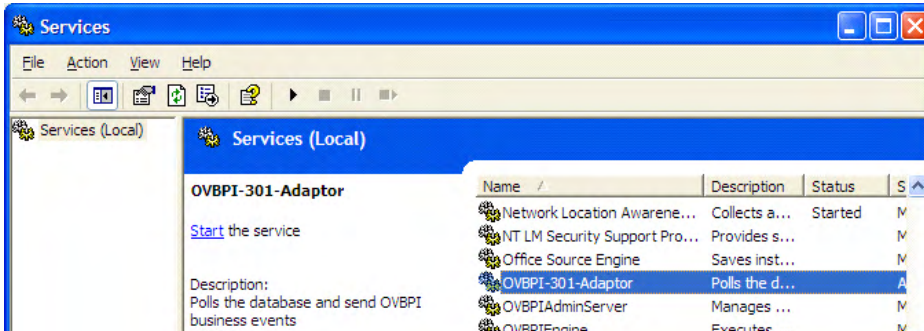 Services
File Action View Help
Services (Local)
Services (Local)
OVBPI-301-Adaptor
Start the service
Description:
Polls the database and send OVBPI
business events
Name Description Status S
Network Location Awarene... Collects a... Started M
NT LM Security Support Pro... Provides s... M
Office Source Engine Saves inst... M
OVBPI-301-Adaptor Polls the d... A
OVBPIAdminServer Manages ... M
OVBPIEngine Executes M